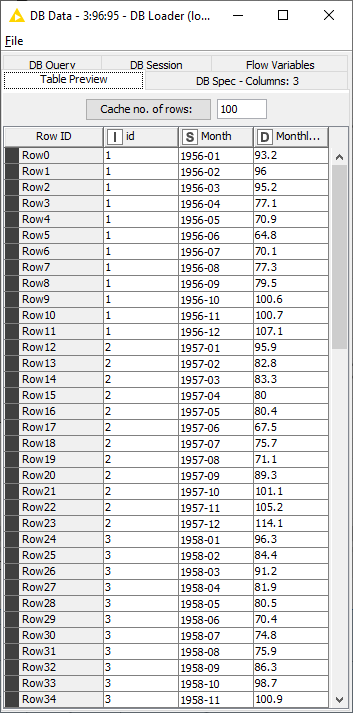 DB Data - 3:96:95 - DB Loader (lo...
File
DB Query DB Session Flow Variables
Table Preview DB Spec - Columns: 3
Cache no. of rows: 100
Row ID I id S Month D Monthl...
Row0 1 1956-01 93.2
Row1 1 1956-02 96
Row2 1 1956-03 95.2
Row3 1 1956-04 77.1
Row4 1 1956-05 70.9
Row5 1 1956-06 64.8
Row6 1 1956-07 70.1
Row7 1 1956-08 77.3
Row8 1 1956-09 79.5
Row9 1 1956-10 100.6
Row10 1 1956-11 100.7
Row11 1 1956-12 107.1
Row12 2 1957-01 95.9
Row13 2 1957-02 82.8
Row14 2 1957-03 83.3
Row15 2 1957-04 80
Row16 2 1957-05 80.4
Row17 2 1957-06 67.5
Row18 2 1957-07 75.7
Row19 2 1957-08 71.1
Row20 2 1957-09 89.3
Row21 2 1957-10 101.1
Row22 2 1957-11 105.2
Row23 2 1957-12 114.1
Row24 3 1958-01 96.3
Row25 3 1958-02 84.4
Row26 3 1958-03 91.2
Row27 3 1958-04 81.9
Row28 3 1958-05 80.5
Row29 3 1958-06 70.4
Row30 3 1958-07 74.8
Row31 3 1958-08 75.9
Row32 3 1958-09 86.3
Row33 3 1958-10 98.7
Row34 3 1958-11 100.9